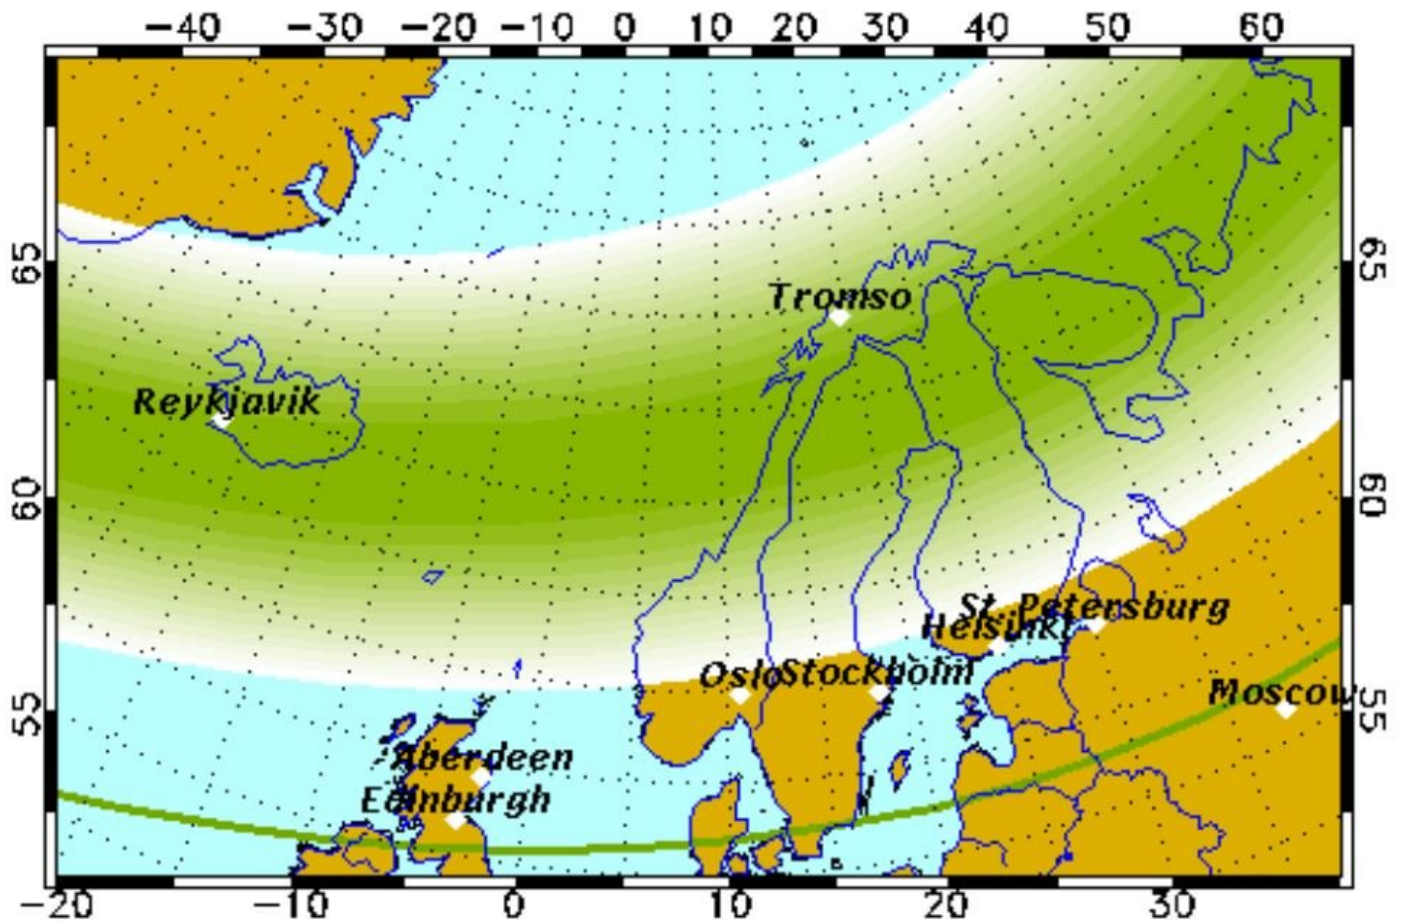 -40 -30 -20 -10 0 10 20 30 40 50 60
65 65
Tromso
Reykjavik
60 60
St. Petersburg
Helsinki
Oslo Stockholm
Moscow
55 55
Aberdeen
Edinburgh
-20 -10 0 10 20 30